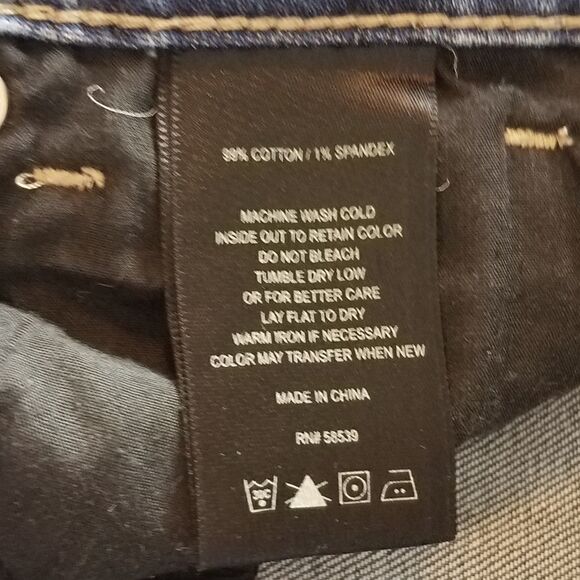 99% COTTON / 1% SPANDEX
MACHINE WASH COLD
INSIDE OUT TO RETAIN COLOR
DO NOT BLEACH
TUMBLE DRY LOW
OR FOR BETTER CARE
LAY FLAT TO DRY
WARM IRON IF NECESSARY
COLOR MAY TRANSFER WHEN NEW
MADE IN CHINA
RN# 58539
30C